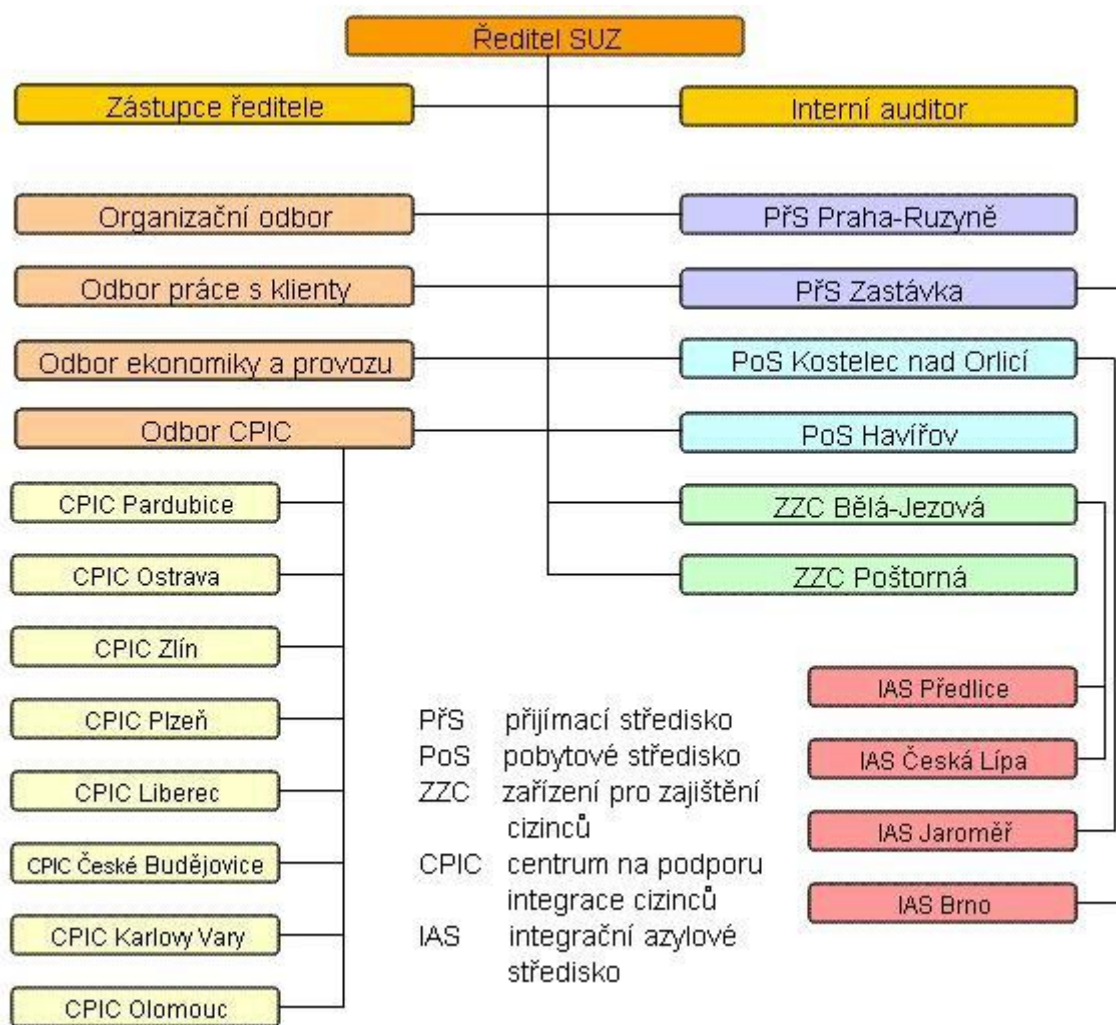 Ředitel SUZ
Zástupce ředitele
Interní auditor
Organizační odbor
PřS Praha-Ruzyně
Odbor práce s klienty
PřS Zastávka
Odbor ekonomiky a provozu
PoS Kostelec nad Orlicí
Odbor CPIC
PoS Havířov
CPIC Pardubice
ZZC Bělá-Jezová
CPIC Ostrava
ZZC Poštorná
CPIC Zlín
CPIC Plzeň
CPIC Liberec
CPIC České Budějovice
CPIC Karlovy Vary
CPIC Olomouc
PřS přijímací středisko
PoS pobytové středisko
ZZC zařízení pro zajištění
cizinců
CPIC centrum na podporu
integrace cizinců
IAS integrační azylové
středisko
IAS Předlice
IAS Česká Lípa
IAS Jaroměř
IAS Brno